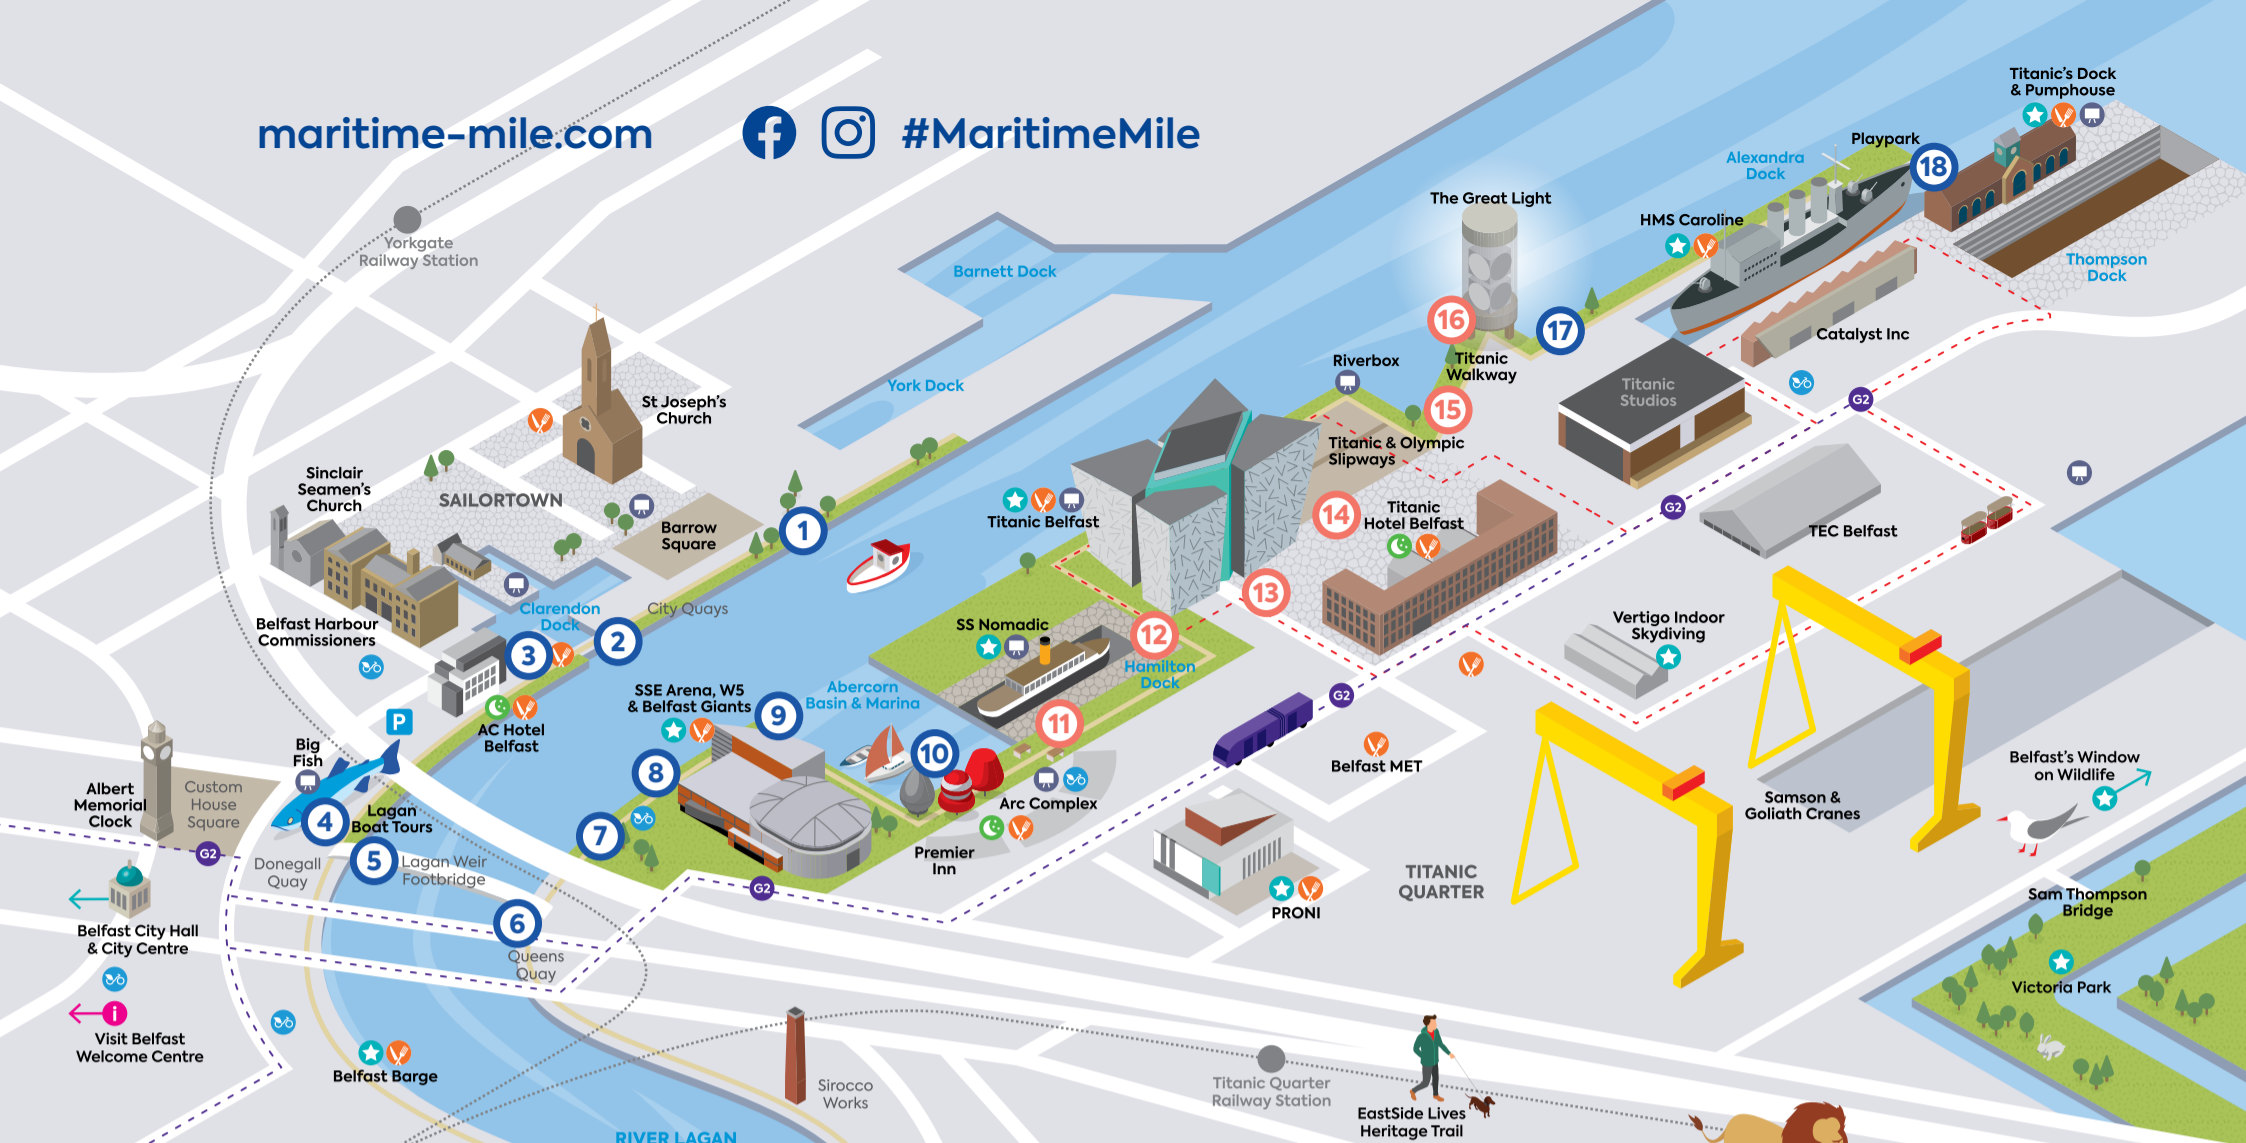 maritime-mile.com
#MaritimeMile
Titanic's Dock
& Pumphouse
Playpark
18
Alexandra
Dock
The Great Light
HMS Caroline
Yorkgate
Railway Station
Barnett Dock
Thompson
Dock
16
17
Catalyst Inc
Riverbox
Titanic
Walkway
York Dock
Titanic
Studios
G2
St Joseph's
Church
15
Titanic & Olympic
Slipways
Sinclair
Seamen's
Church
SAILORTOWN
Barrow
Square
1
Titanic Belfast
14
Titanic
Hotel Belfast
G2
TEC Belfast
13
Clarendon
Dock
City Quays
Belfast Harbour
Commissioners
2
3
SS Nomadic
12
Hamilton
Dock
Vertigo Indoor
Skydiving
SSE Arena, W5
& Belfast Giants
Abercorn
Basin & Marina
G2
P
AC Hotel
Belfast
9
11
10
Big
Fish
8
Belfast MET
Belfast's Window
on Wildlife
Albert
Memorial
Clock
Custom
House
Square
4
Lagan
Boat Tours
7
Arc Complex
Samson &
Goliath Cranes
G2
5
Lagan Weir
Footbridge
Donegall
Quay
Premier
Inn
G2
TITANIC
QUARTER
PRONI
Sam Thompson
Bridge
6
Belfast City Hall
& City Centre
Queens
Quay
Victoria Park
i
Visit Belfast
Welcome Centre
Belfast Barge
Sirocco
Works
Titanic Quarter
Railway Station
EastSide Lives
Heritage Trail
RIVER LAGAN